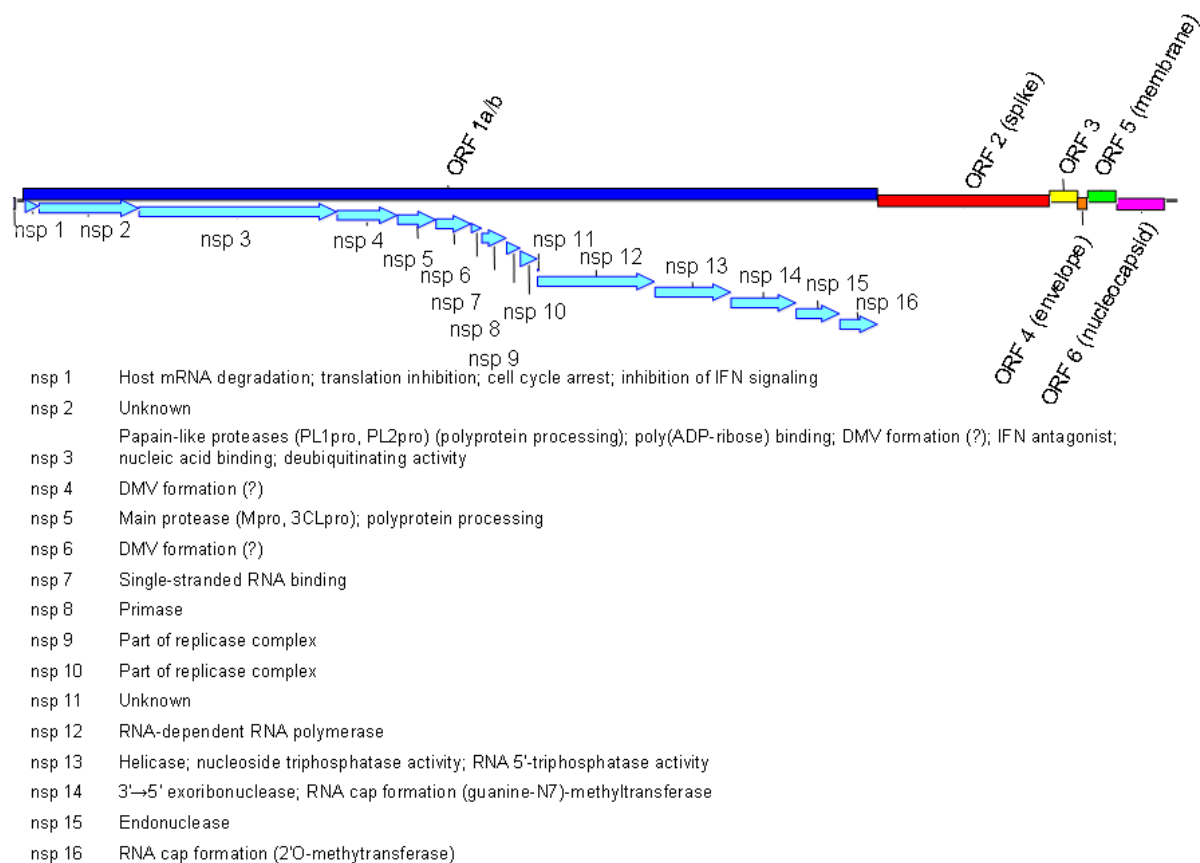 ORF 1a/b
ORF 2 (spike)
ORF 3
ORF 5 (membrane)
nsp 1
nsp 2
nsp 3
nsp 4
nsp 5
nsp 6
nsp 7
nsp 8
nsp 9
nsp 10
nsp 11
nsp 12
nsp 13
nsp 14
nsp 15
nsp 16
ORF 4 (envelope)
ORF 6 (nucleocapsid)
nsp 1 Host mRNA degradation; translation inhibition; cell cycle arrest; inhibition of IFN signaling
nsp 2 Unknown
Papain-like proteases (PL1pro, PL2pro) (polyprotein processing); poly(ADP-ribose) binding; DMV formation (?); IFN antagonist;
nsp 3 nucleic acid binding; deubiquitinating activity
nsp 4 DMV formation (?)
nsp 5 Main protease (Mpro, 3CLpro); polyprotein processing
nsp 6 DMV formation (?)
nsp 7 Single-stranded RNA binding
nsp 8 Primase
nsp 9 Part of replicase complex
nsp 10 Part of replicase complex
nsp 11 Unknown
nsp 12 RNA-dependent RNA polymerase
nsp 13 Helicase; nucleoside triphosphatase activity; RNA 5'-triphosphatase activity
nsp 14 3'→5' exoribonuclease; RNA cap formation (guanine-N7)-methyltransferase
nsp 15 Endonuclease
nsp 16 RNA cap formation (2'O-methytransferase)